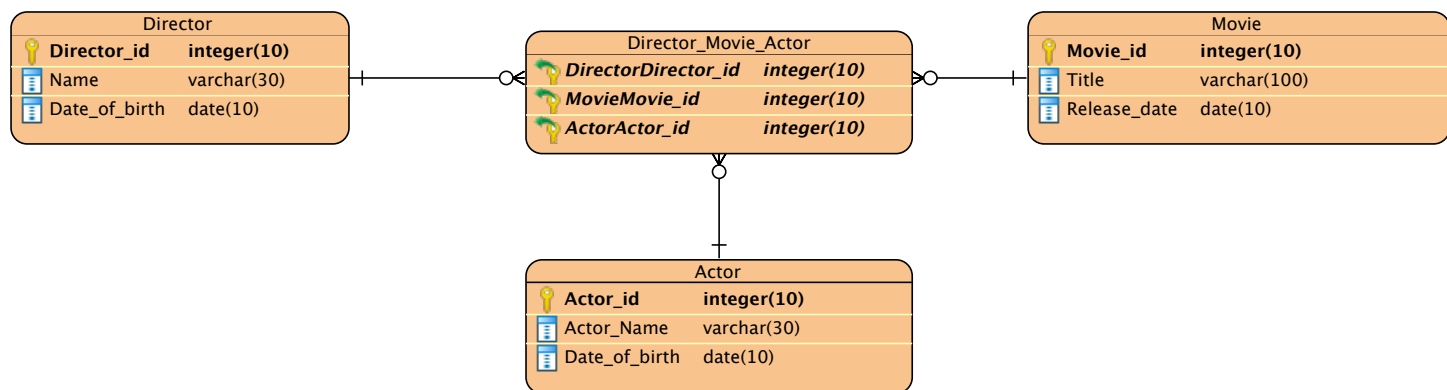 Director
Director_id integer(10)
Name varchar(30)
Date_of_birth date(10)
Director_Movie_Actor
DirectorDirector_id integer(10)
MovieMovie_id integer(10)
ActorActor_id integer(10)
Movie
Movie_id integer(10)
Title varchar(100)
Release_date date(10)
Actor
Actor_id integer(10)
Actor_Name varchar(30)
Date_of_birth date(10)